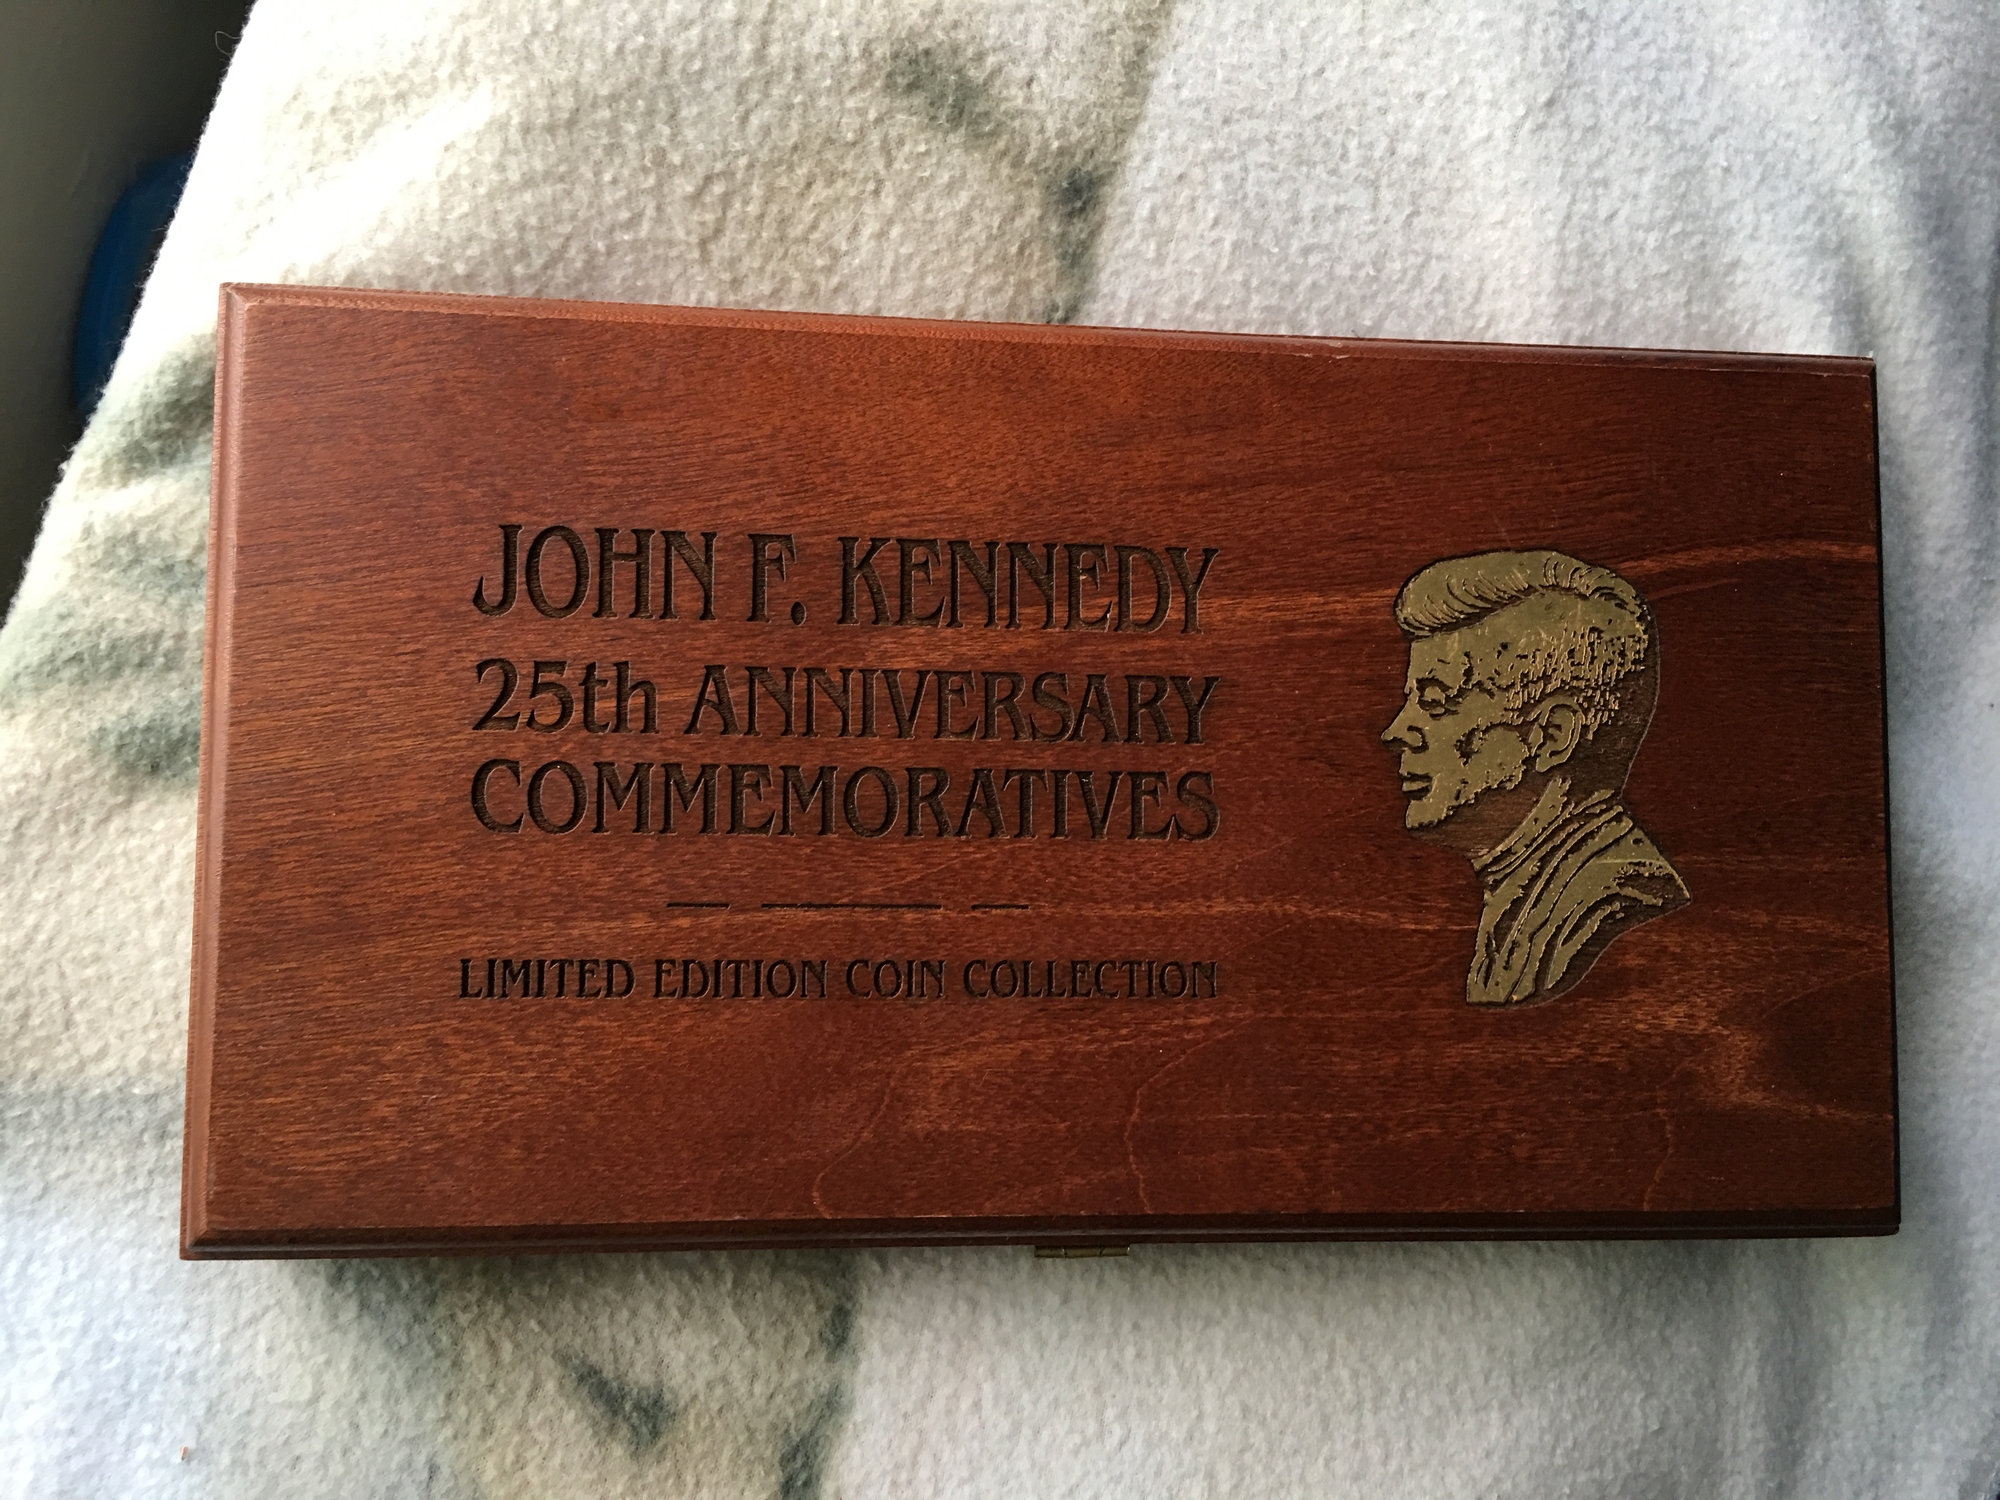 JOHN F. KENNEDY
25th ANNIVERSARY
COMMEMORATIVES
LIMITED EDITION COIN COLLECTION